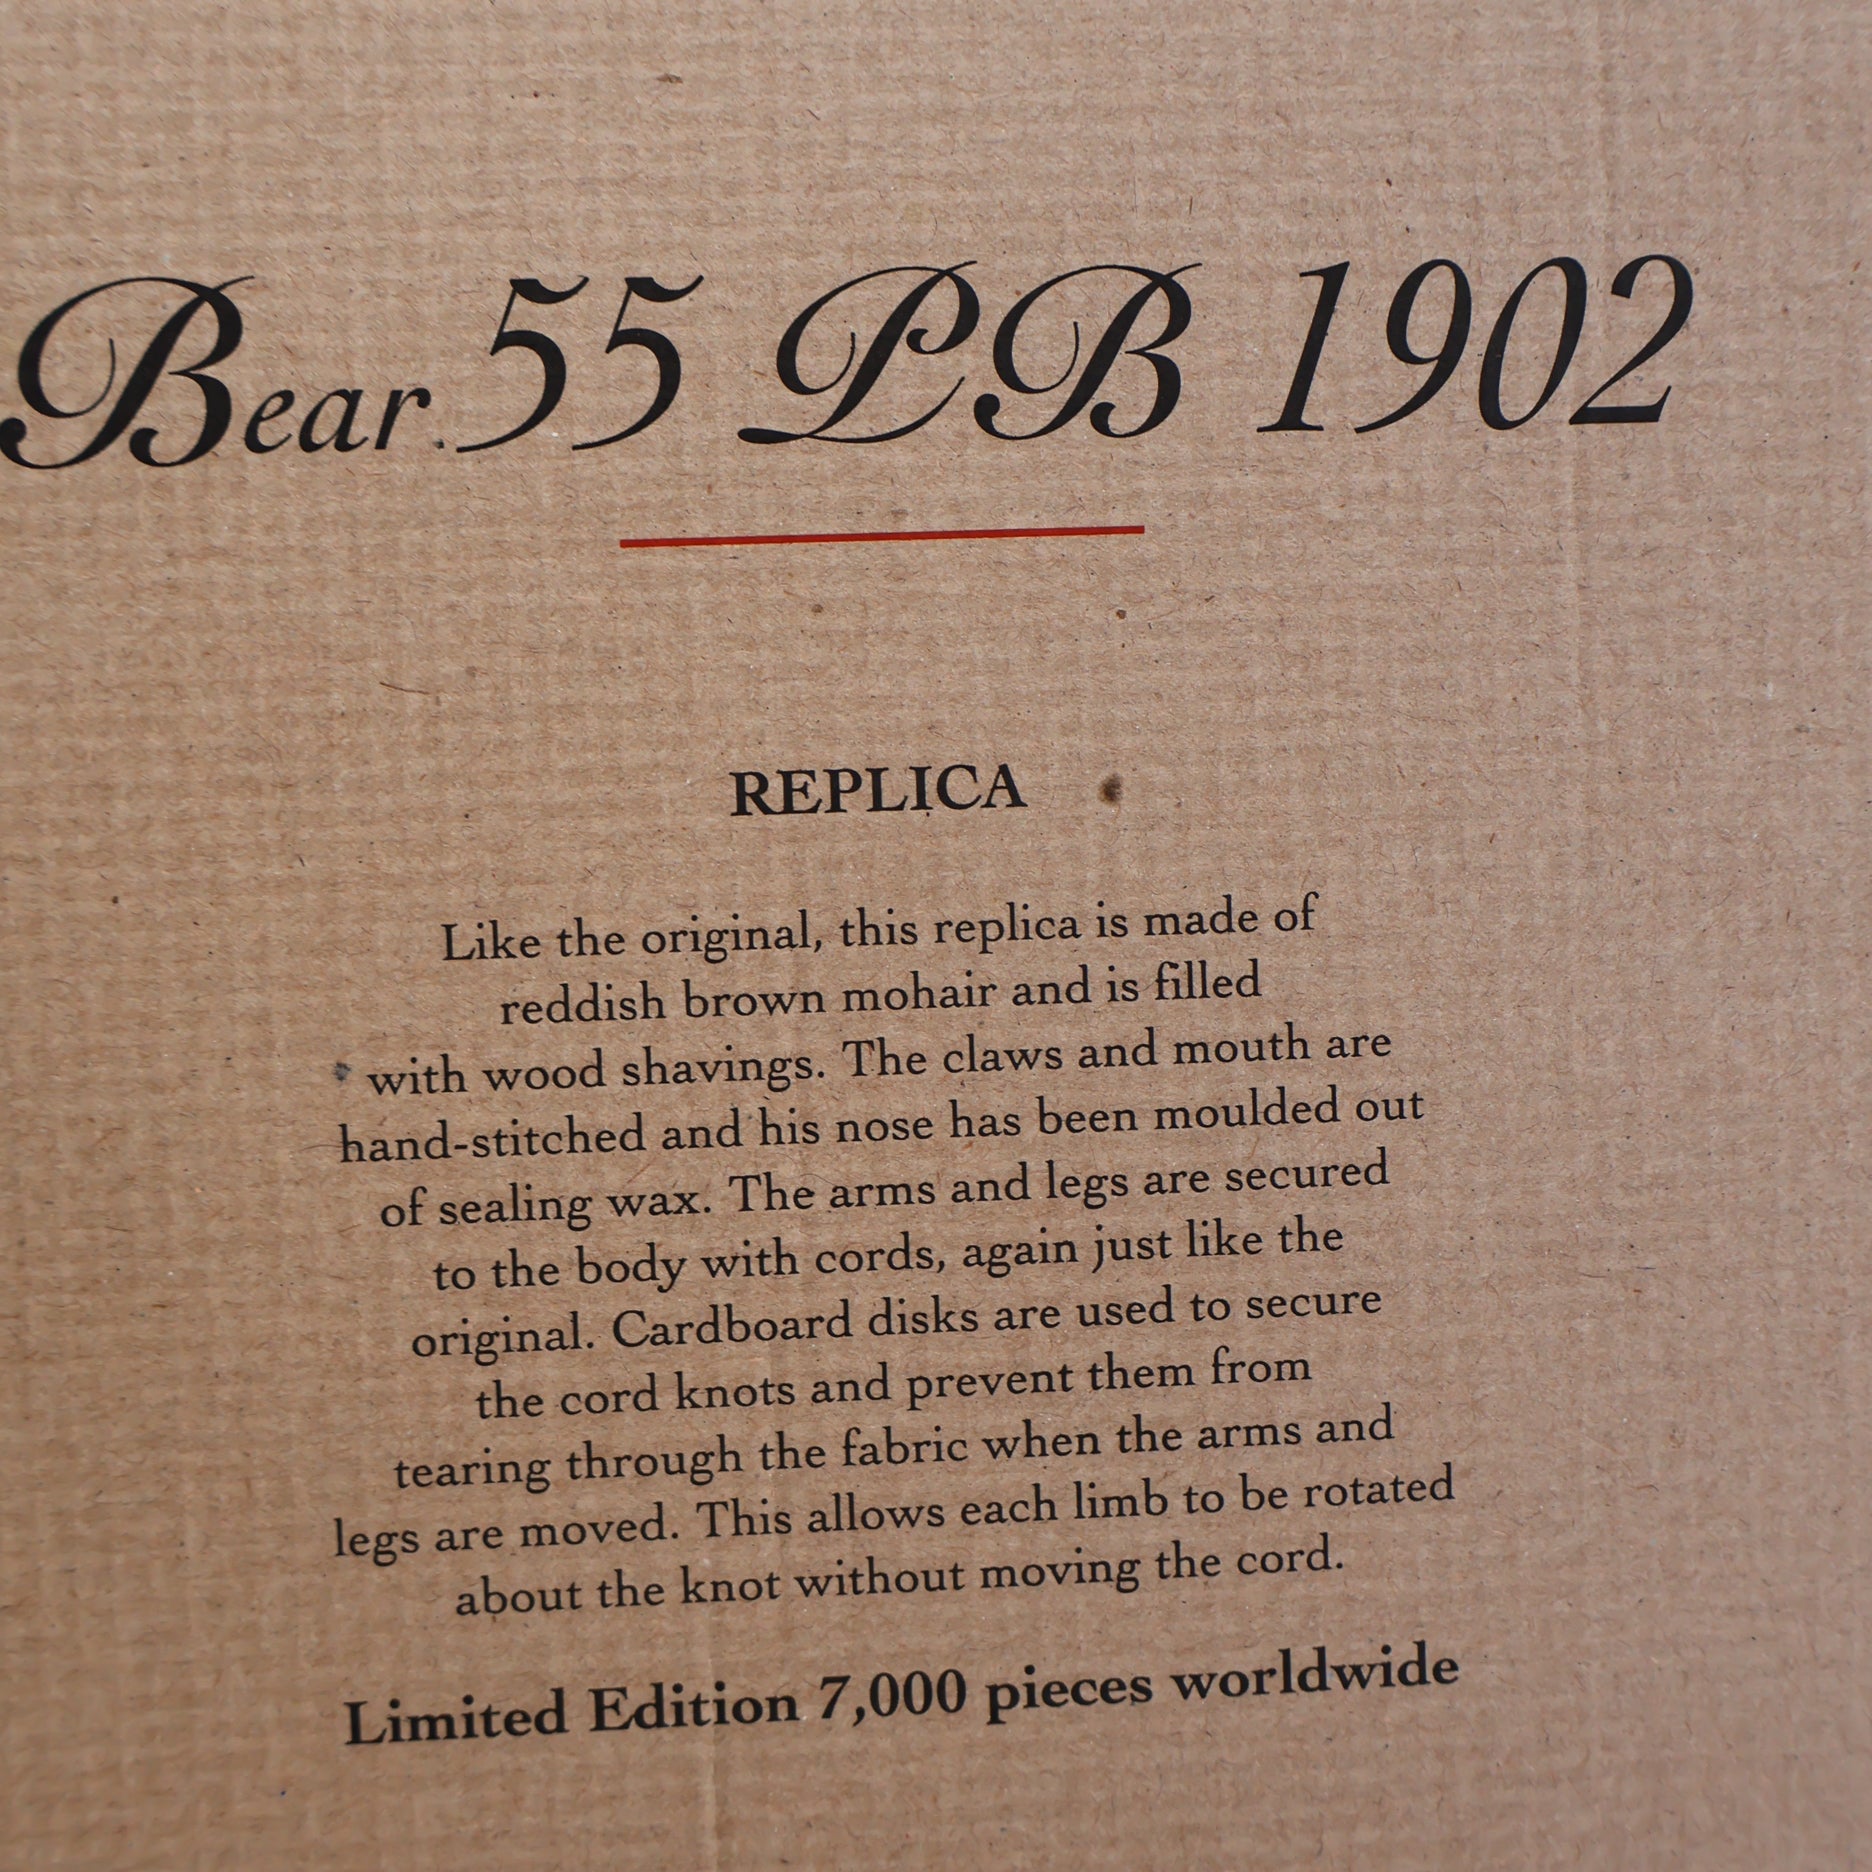 Bear 55 PB 1902
REPLICA
Like the original, this replica is made of
reddish brown mohair and is filled
with wood shavings. The claws and mouth are
hand-stitched and his nose has been moulded out
of sealing wax. The arms and legs are secured
to the body with cords, again just like the
original. Cardboard disks are used to secure
the cord knots and prevent them from
tearing through the fabric when the arms and
legs are moved. This allows each limb to be rotated
about the knot without moving the cord.
Limited Edition 7,000 pieces worldwide